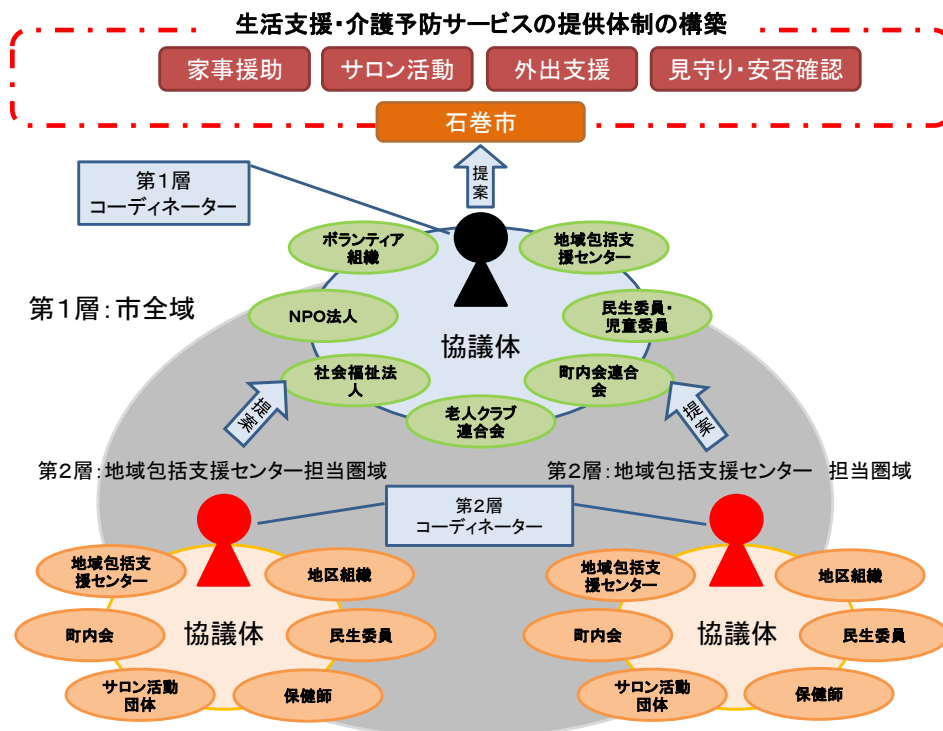 生活支援・介護予防サービスの提供体制の構築
家事援助
サロン活動
外出支援
見守り・安否確認
石巻市
提案
第１層
コーディネーター
ボランティア
組織
地域包括支
援センター
第１層：市全域
NPO法人
民生委員・
児童委員
協議体
社会福祉法
人
町内会連合
会
老人クラブ
連合会
提案
提案
第２層：地域包括支援センター担当圏域
第２層：地域包括支援センター　担当圏域
第２層
コーディネーター
地域包括支
援センター
地区組織
町内会
協議体
民生委員
サロン活動
団体
保健師
地域包括支
援センター
地区組織
町内会
協議体
民生委員
サロン活動
団体
保健師